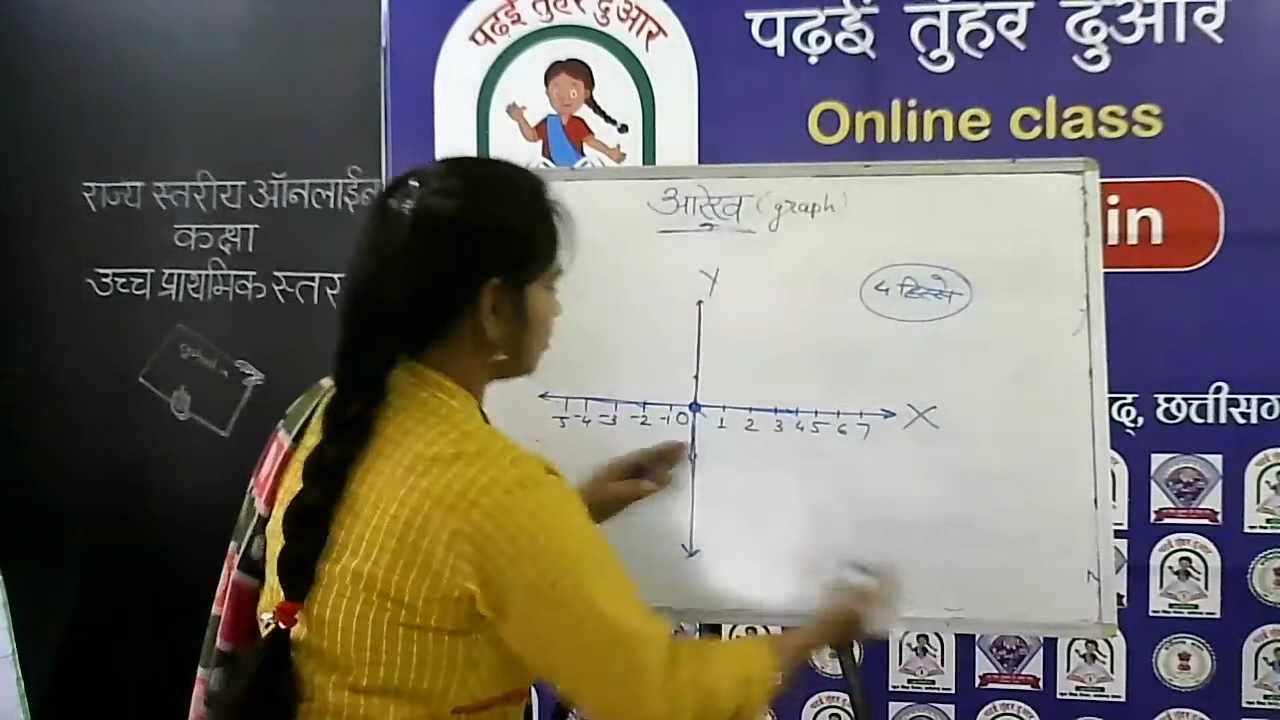 पढ़ई तुंहर दुआर
पढ़ईं तुंहर दुआर
Online class
in
राज्य स्तरीय ऑनलाईन
कक्षा
उच्च प्राथमिक स्तर
आरेख (graph)
4 हिस्से
Y
-5 -4 -3 -2 -1 0 1 2 3 4 5 6 7 X
द्, छत्तीसग